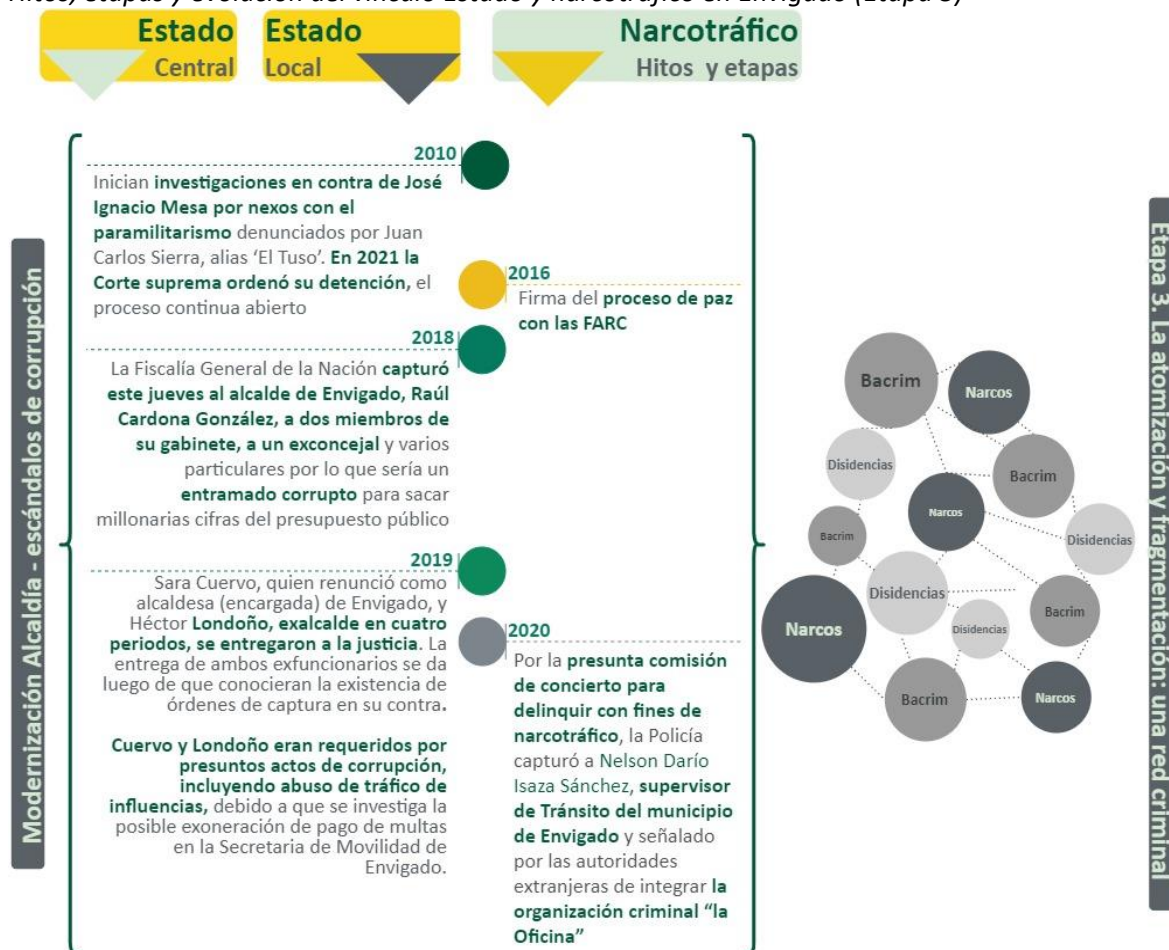 Hitos, etapas y evolución del vínculo Estado y narcotráfico en Envigado (Etapa 3)
Estado
Central
Estado
Local
Narcotráfico
Hitos y etapas
Modernización Alcaldía - escándalos de corrupción
2010
Inician investigaciones en contra de José
Ignacio Mesa por nexos con el
paramilitarismo denunciados por Juan
Carlos Sierra, alias ‘El Tuso’. En 2021 la
Corte suprema ordenó su detención, el
proceso continua abierto
2016
Firma del proceso de paz
con las FARC
2018
La Fiscalía General de la Nación capturó
este jueves al alcalde de Envigado, Raúl
Cardona González, a dos miembros de
su gabinete, a un exconcejal y varios
particulares por lo que sería un
entramado corrupto para sacar
millonarias cifras del presupuesto público
2019
Sara Cuervo, quien renunció como
alcaldesa (encargada) de Envigado, y
Héctor Londoño, exalcalde en cuatro
periodos, se entregaron a la justicia. La
entrega de ambos exfuncionarios se da
luego de que conocieran la existencia de
órdenes de captura en su contra.
Cuervo y Londoño eran requeridos por
presuntos actos de corrupción,
incluyendo abuso de tráfico de
influencias, debido a que se investiga la
posible exoneración de pago de multas
en la Secretaria de Movilidad de
Envigado.
2020
Por la presunta comisión
de concierto para
delinquir con fines de
narcotráfico, la Policía
capturó a Nelson Darío
Isaza Sánchez, supervisor
de Tránsito del municipio
de Envigado y señalado
por las autoridades
extranjeras de integrar la
organización criminal “la
Oficina”
Bacrim
Narcos
Disidencias
Bacrim
Narcos
Bacrim
Disidencias
Disidencias
Bacrim
Narcos
Disidencias
Bacrim
Narcos
Etapa 3. La atomización y fragmentación: una red criminal